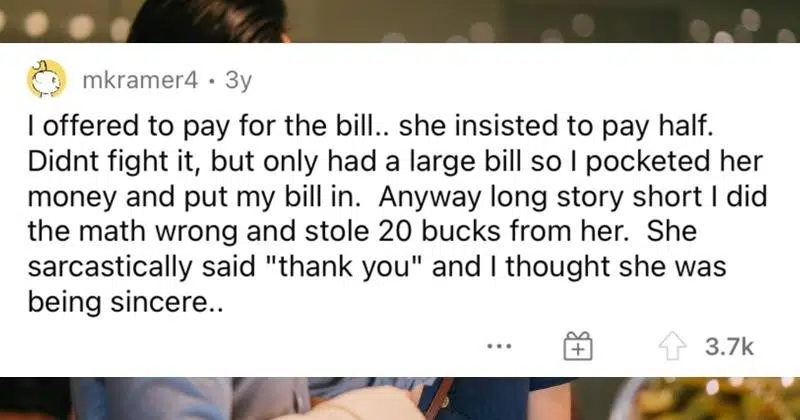 mkramer4 • 3y
I offered to pay for the bill.. she insisted to pay half.
Didnt fight it, but only had a large bill so I pocketed her
money and put my bill in.  Anyway long story short I did
the math wrong and stole 20 bucks from her.  She
sarcastically said "thank you" and I thought she was
being sincere..
... 3.7k